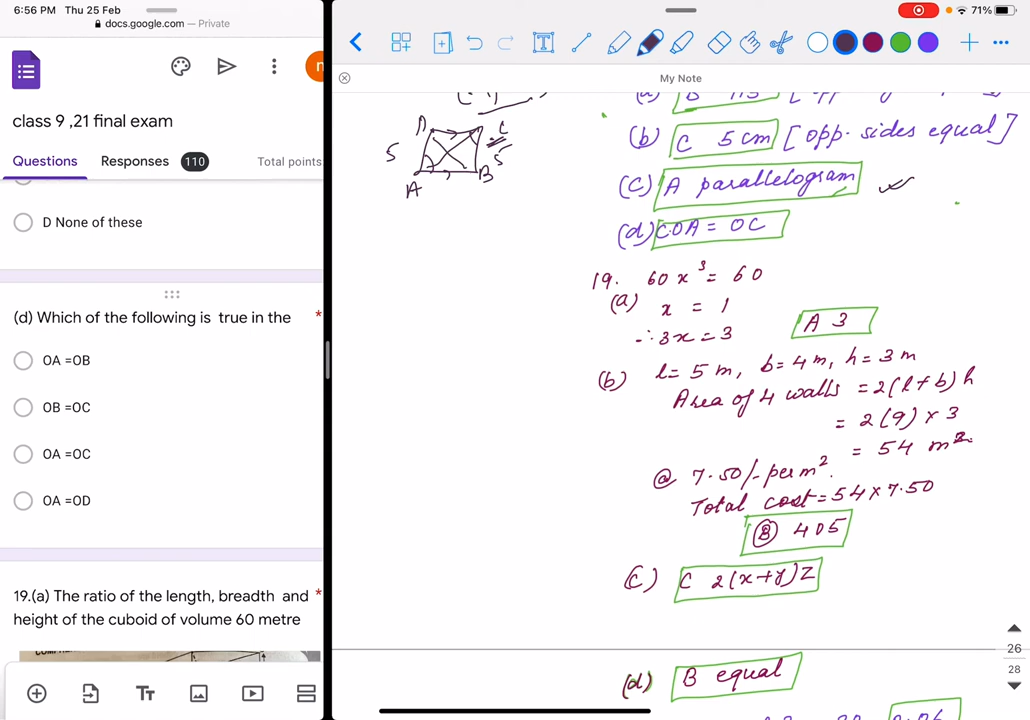 6:56 PM Thu 25 Feb
71%
docs.google.com — Private
My Note
class 9 ,21 final exam
Questions Responses 110 Total points
D None of these
(d) Which of the following is true in the *
OA =OB
OB =OC
OA =OC
OA =OD
19.(a) The ratio of the length, breadth and *
height of the cuboid of volume 60 metre
Tт
D C
5 5
A B
(b) C 5 cm [opp. sides equal]
(c) A parallelogram
(d) C OA = OC
19. 60 x³ = 60
(a) x = 1
∴ 3x = 3
A 3
(b) l = 5 m, b = 4 m, h = 3 m
Area of 4 walls = 2(l + b) h
= 2(9) × 3
= 54 m²
@ 7.50/- per m².
Total cost = 54 × 7.50
B 405
(C) C 2(x+y)z
(d) B equal
26
28